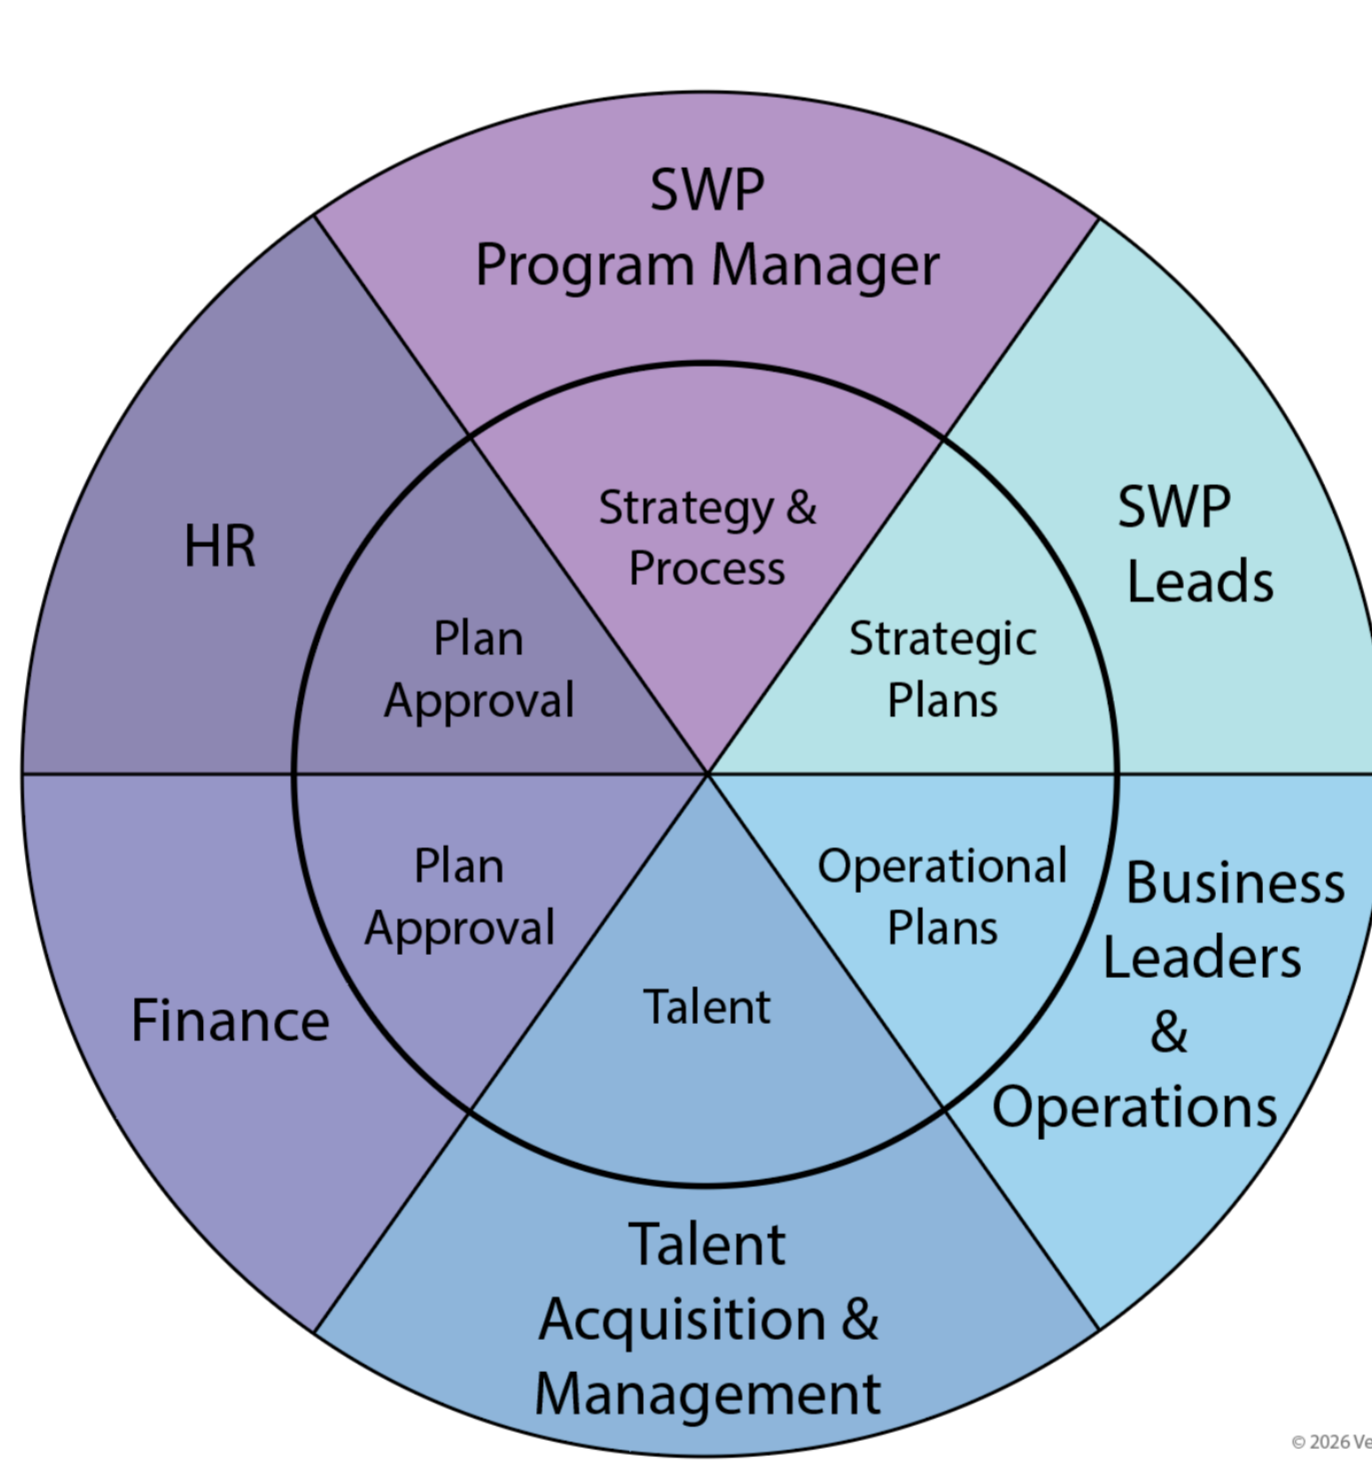 SWP
Program Manager
Strategy &
Process
SWP
Leads
Strategic
Plans
Business
Leaders
&
Operations
Operational
Plans
Talent
Talent
Acquisition &
Management
Finance
Plan
Approval
HR
Plan
Approval
© 2026 Ve